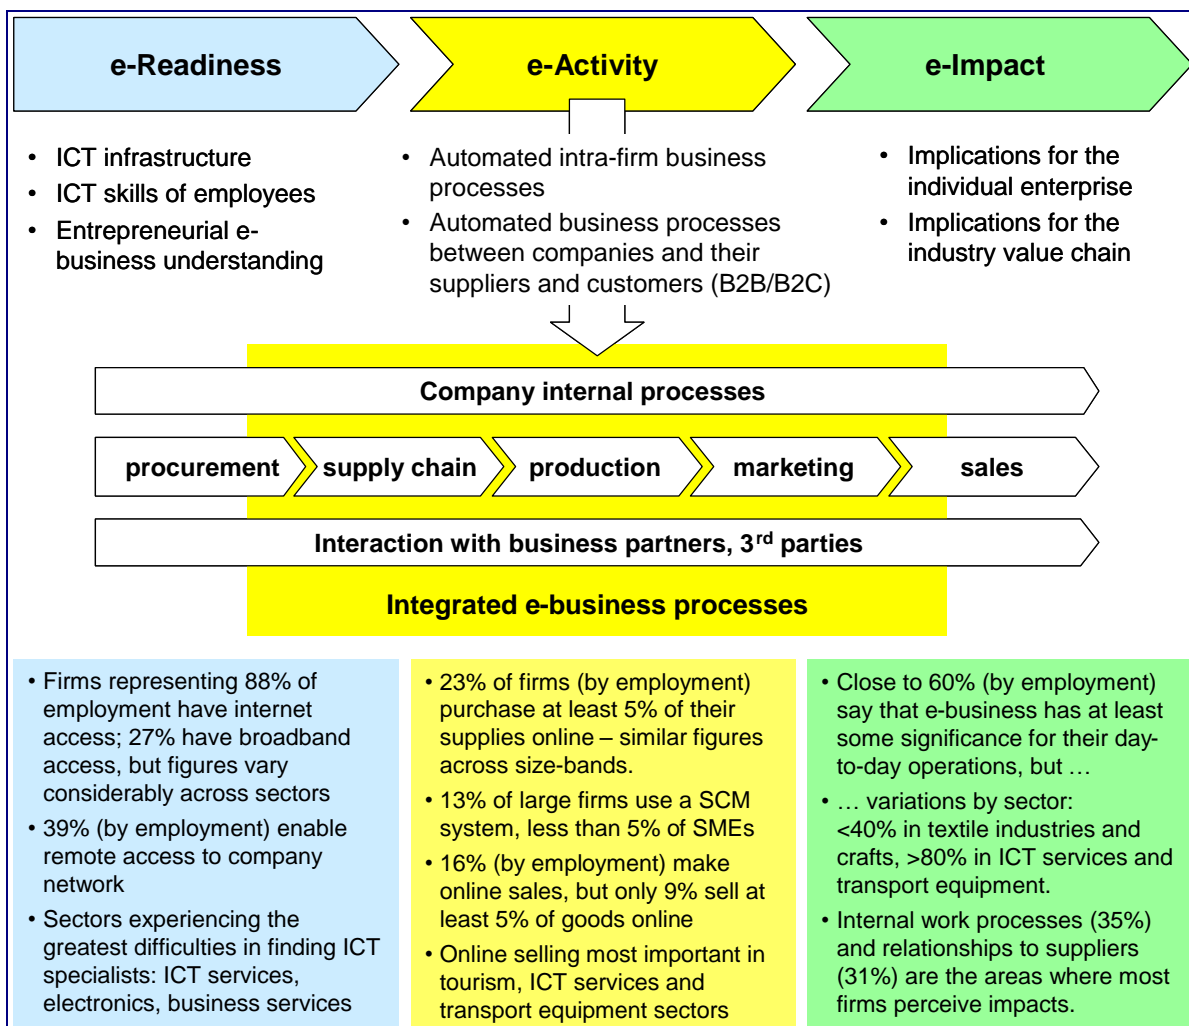 e-Readiness
e-Activity
e-Impact
• ICT infrastructure
• ICT skills of employees
• Entrepreneurial e-
business understanding
• Automated intra-firm business
processes
• Automated business processes
between companies and their
suppliers and customers (B2B/B2C)
• Implications for the
individual enterprise
• Implications for the
industry value chain
Company internal processes
procurement
supply chain
production
marketing
sales
Interaction with business partners, 3rd parties
Integrated e-business processes
• Firms representing 88% of
employment have internet
access; 27% have broadband
access, but figures vary
considerably across sectors
• 39% (by employment) enable
remote access to company
network
• Sectors experiencing the
greatest difficulties in finding ICT
specialists: ICT services,
electronics, business services
• 23% of firms (by employment)
purchase at least 5% of their
supplies online – similar figures
across size-bands.
• 13% of large firms use a SCM
system, less than 5% of SMEs
• 16% (by employment) make
online sales, but only 9% sell at
least 5% of goods online
• Online selling most important in
tourism, ICT services and
transport equipment sectors
• Close to 60% (by employment)
say that e-business has at least
some significance for their day-
to-day operations, but …
• … variations by sector:
<40% in textile industries and
crafts, >80% in ICT services and
transport equipment.
• Internal work processes (35%)
and relationships to suppliers
(31%) are the areas where most
firms perceive impacts.